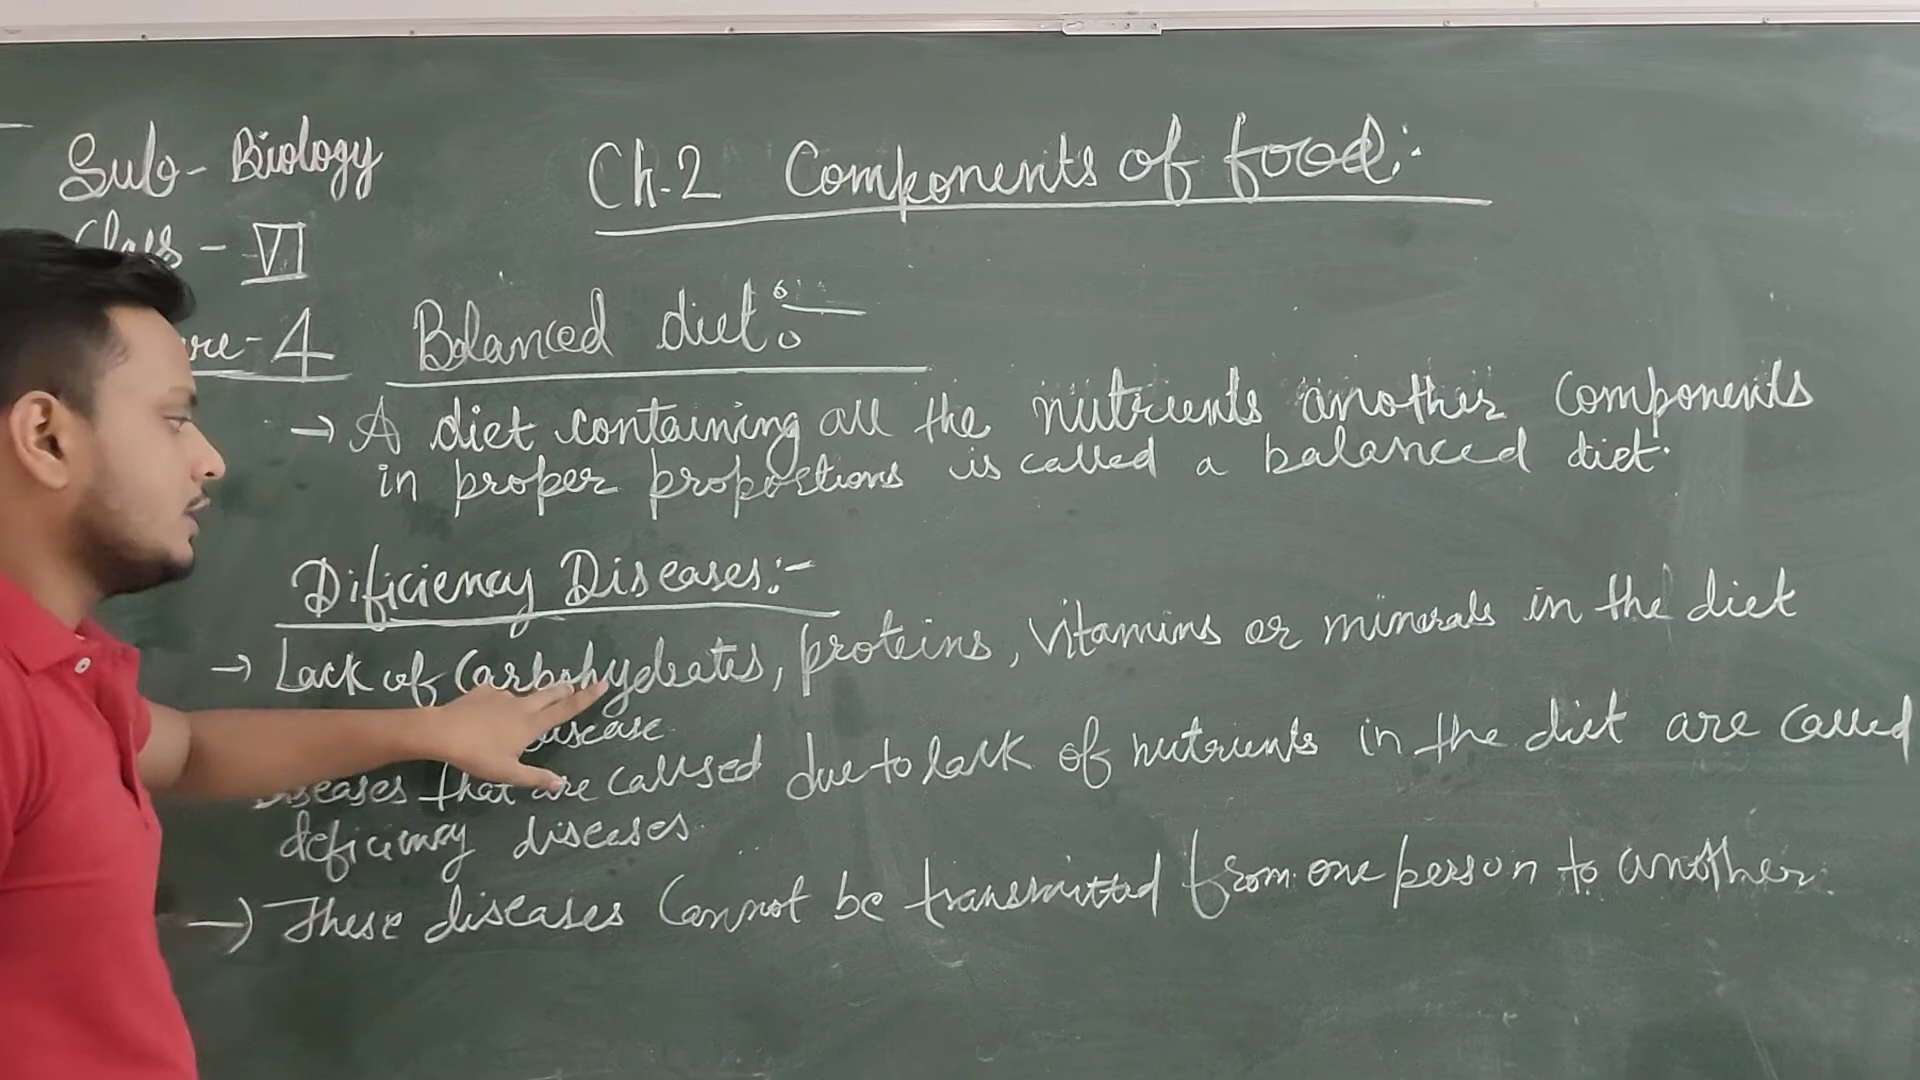 Sub- Biology
Ch.2 Components of food:-
Class - VI
ure-4
Balanced diet:-
→ A diet containing all the nutrients another components
in proper proportions is called a balanced diet.
Dificiency Diseases:-
→ Lack of Carbohydrates, proteins, vitamins or minerals in the diet
disease.
Diseases that are caused due to lack of nutrients in the diet are called
deficiency diseases.
→ These diseases Cannot be transmitted from one person to another.